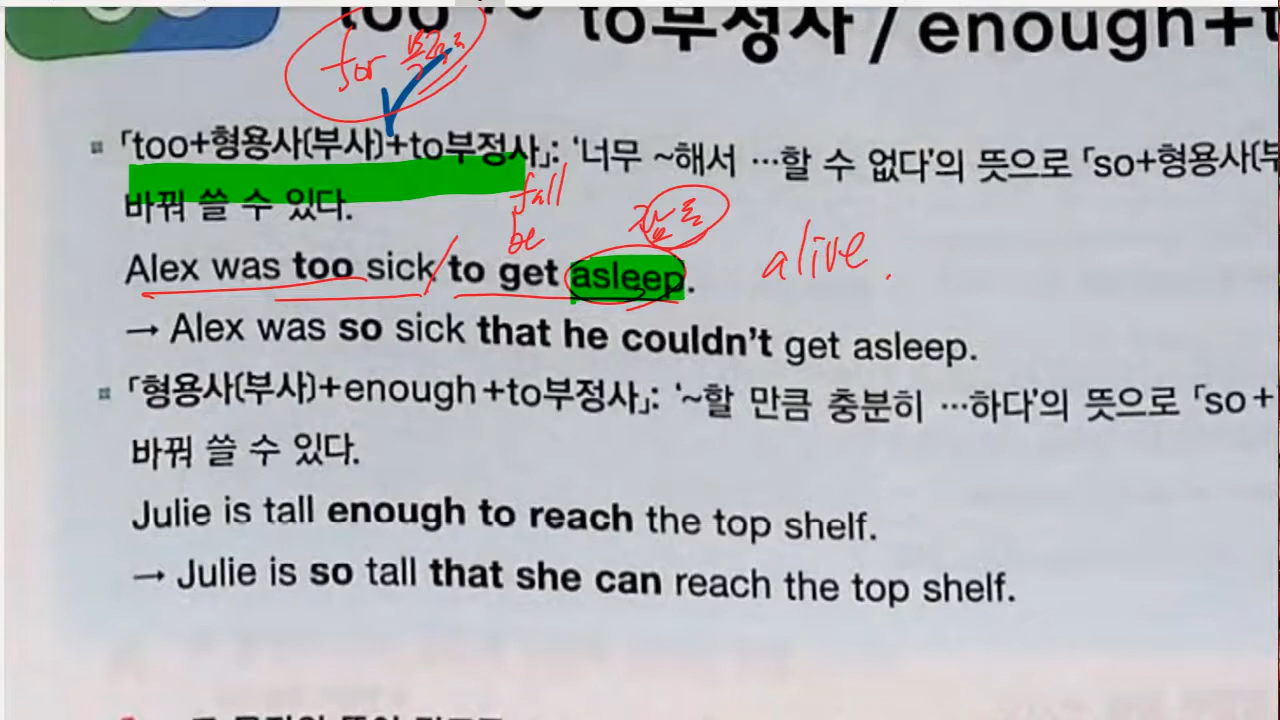 too ~ to부정사 / enough+t
for 목적격
「too+형용사(부사)+to부정사」: ‘너무 ~해서 …할 수 없다’의 뜻으로 「so+형용사(부
바꿔 쓸 수 있다.
fall
be
alive.
Alex was too sick to get asleep.
→ Alex was so sick that he couldn't get asleep.
「형용사(부사)+enough+to부정사」: ‘~할 만큼 충분히 …하다’의 뜻으로 「so+
바꿔 쓸 수 있다.
Julie is tall enough to reach the top shelf.
→ Julie is so tall that she can reach the top shelf.